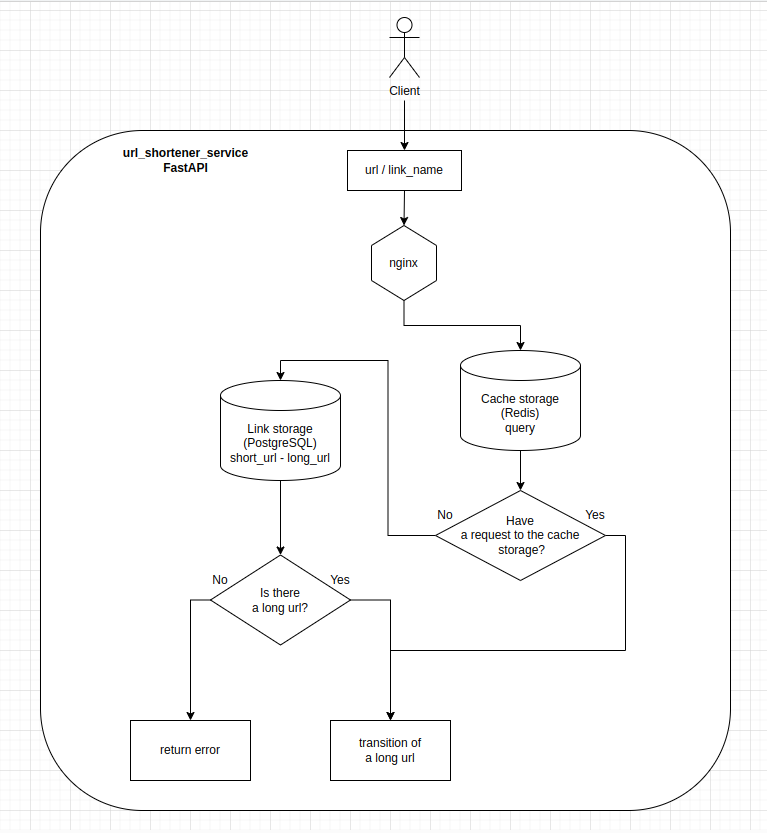 Client
url_shortener_service
FastAPI
url / link_name
nginx
Cache storage
(Redis)
query
Link storage
(PostgreSQL)
short_url - long_url
No
Have
a request to the cache
storage?
Yes
No
Is there
a long url?
Yes
return error
transition of
a long url